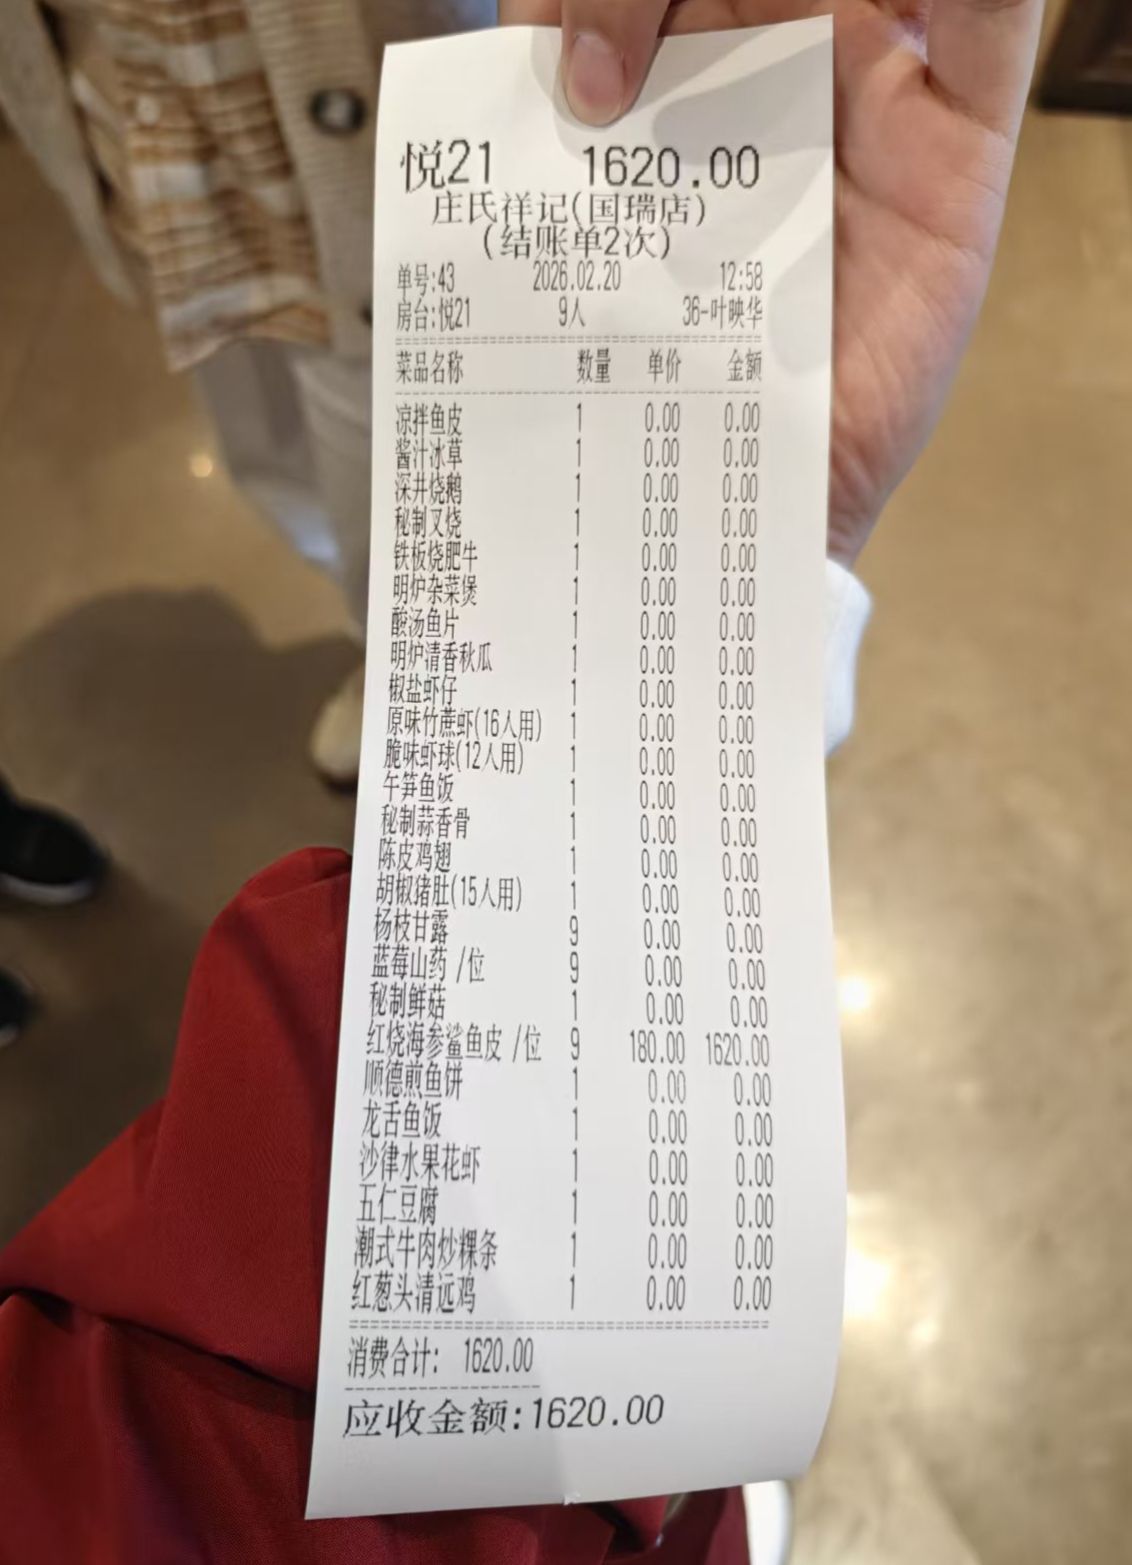 悦21 1620.00
庄氏祥记(国瑞店)
(结账单2次)
单号:43 2026.02.20 12:58
房台:悦21 9人 36-叶映华
菜品名称 数量 单价 金额
凉拌鱼皮 1 0.00 0.00
酱汁冰草 1 0.00 0.00
深井烧鹅 1 0.00 0.00
秘制叉烧 1 0.00 0.00
铁板烧肥牛 1 0.00 0.00
明炉杂菜煲 1 0.00 0.00
酸汤鱼片 1 0.00 0.00
明炉清香秋瓜 1 0.00 0.00
椒盐虾仔 1 0.00 0.00
原味竹蔗虾(16人用) 1 0.00 0.00
脆味虾球(12人用) 1 0.00 0.00
午笋鱼饭 1 0.00 0.00
秘制蒜香骨 1 0.00 0.00
陈皮鸡翅 1 0.00 0.00
胡椒猪肚(15人用) 1 0.00 0.00
杨枝甘露 9 0.00 0.00
蓝莓山药 /位 9 0.00 0.00
秘制鲜菇 1 0.00 0.00
红烧海参鲨鱼皮 /位 9 180.00 1620.00
顺德煎鱼饼 1 0.00 0.00
龙舌鱼饭 1 0.00 0.00
沙律水果花虾 1 0.00 0.00
五仁豆腐 1 0.00 0.00
潮式牛肉炒粿条 1 0.00 0.00
红葱头清远鸡 1 0.00 0.00
消费合计: 1620.00
应收金额:1620.00